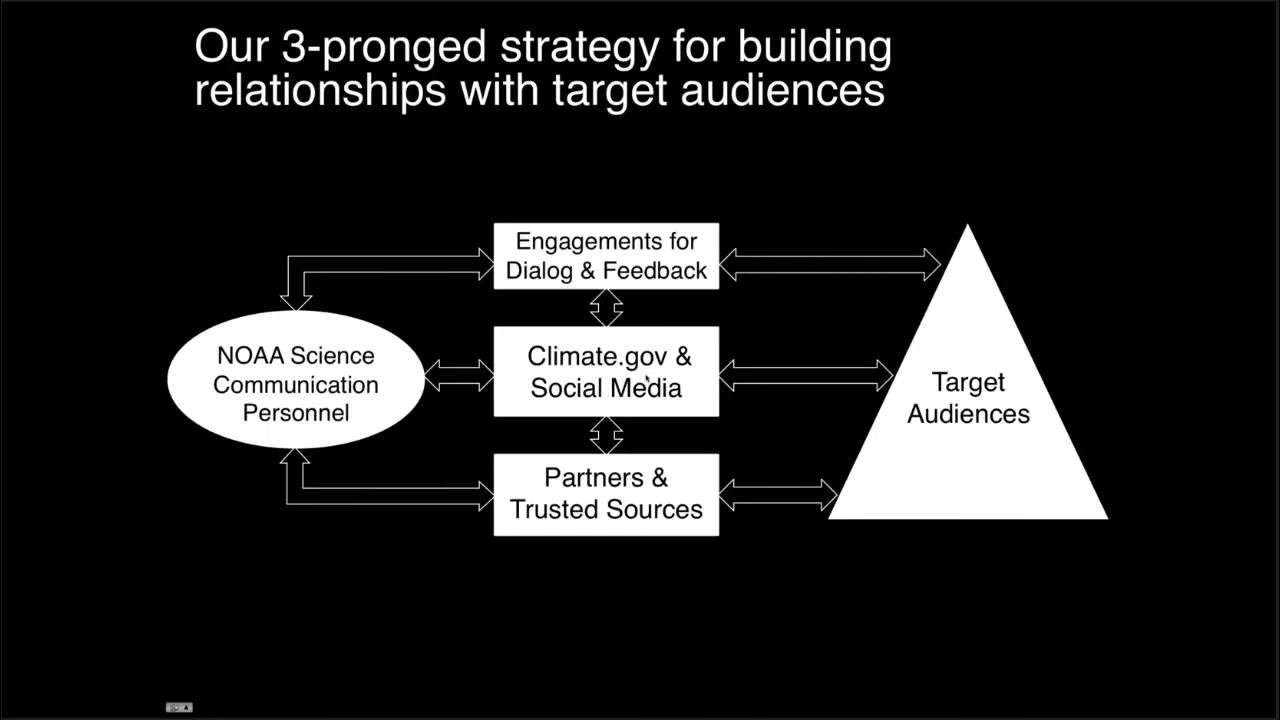 Our 3-pronged strategy for building
relationships with target audiences
Engagements for
Dialog & Feedback
NOAA Science
Communication
Personnel
Climate.gov &
Social Media
Target
Audiences
Partners &
Trusted Sources